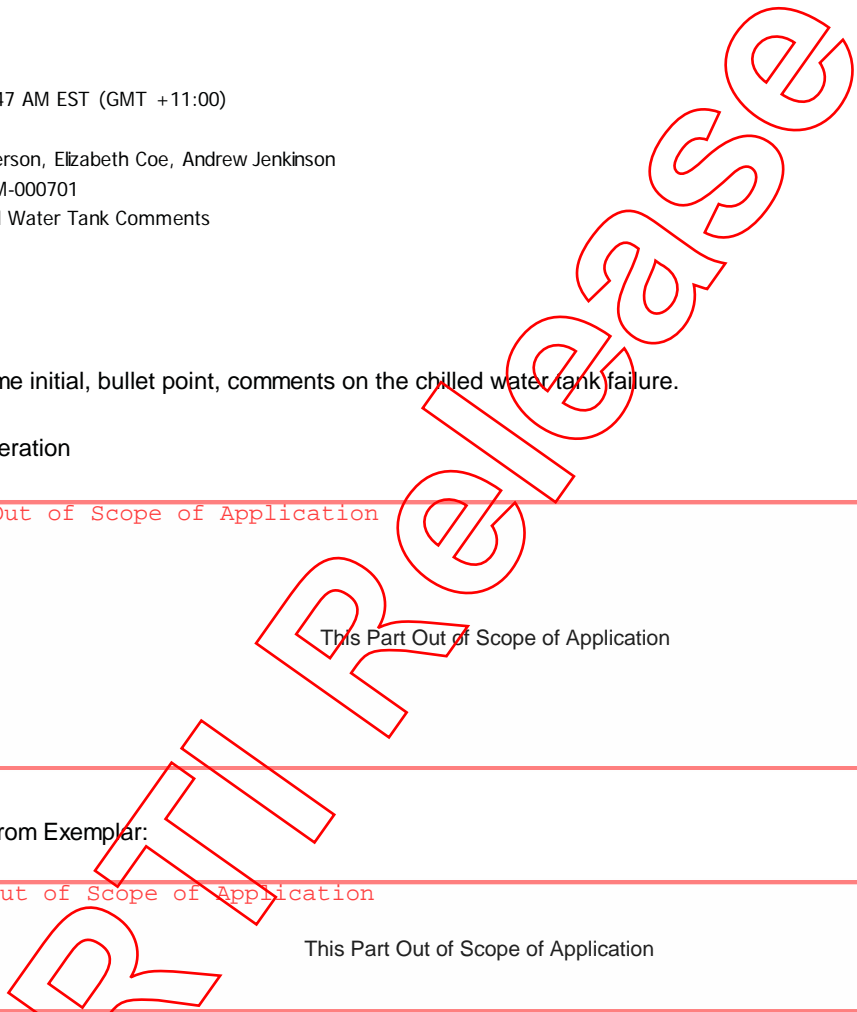 47 AM EST (GMT +11:00)
erson, Elizabeth Coe, Andrew Jenkinson
M-000701
Water Tank Comments
me initial, bullet point, comments on the chilled water tank failure.
eration
Out of Scope of Application
This Part Out of Scope of Application
rom Exemplar:
ut of Scope of Application
This Part Out of Scope of Application
RTI Release